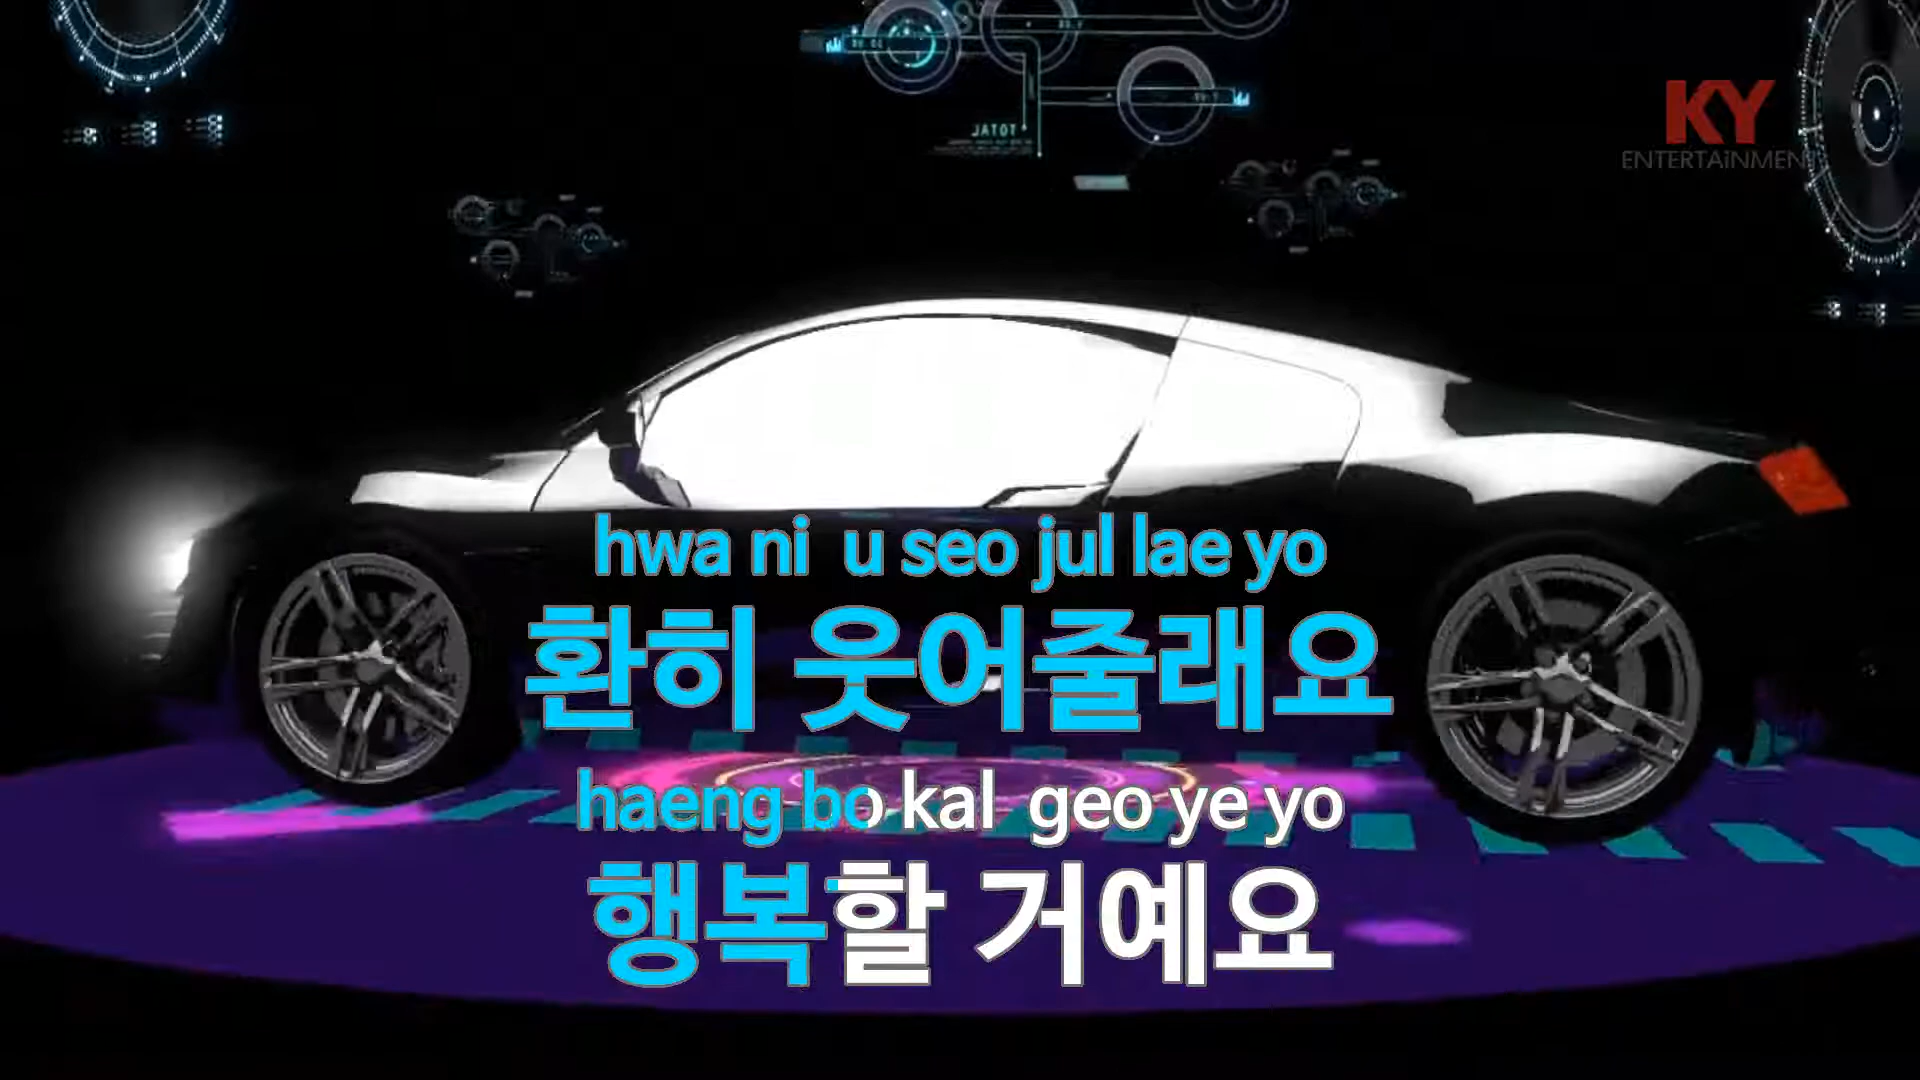 JATOT
KY
ENTERTAiNMENT
hwa ni u seo jul lae yo
환히 웃어줄래요
haeng bo kal geo ye yo
행복할 거예요